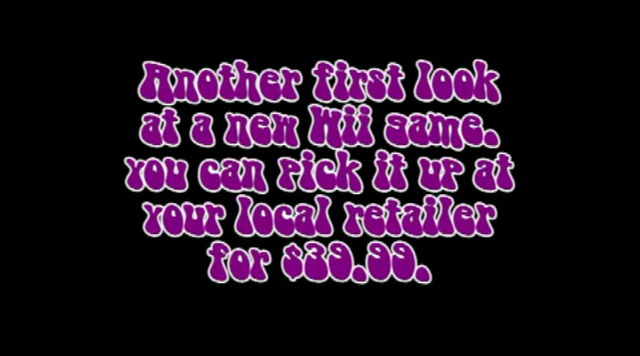 Another first look
at a new Wii game.
you can pick it up at
your local retailer
for $39.99.